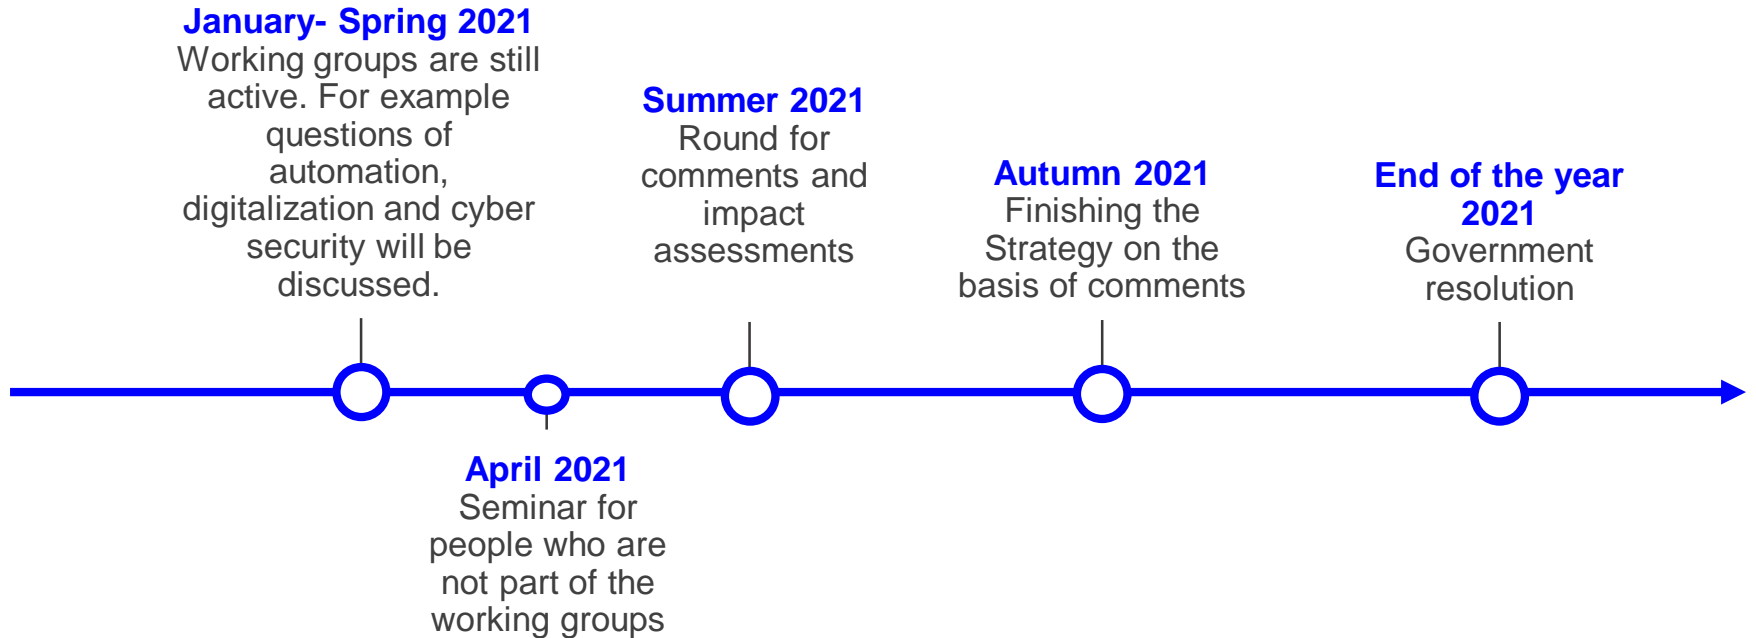 January- Spring 2021
Working groups are still
active. For example
questions of
automation,
digitalization and cyber
security will be
discussed.
April 2021
Seminar for
people who are
not part of the
working groups
Summer 2021
Round for
comments and
impact
assessments
Autumn 2021
Finishing the
Strategy on the
basis of comments
End of the year
2021
Government
resolution